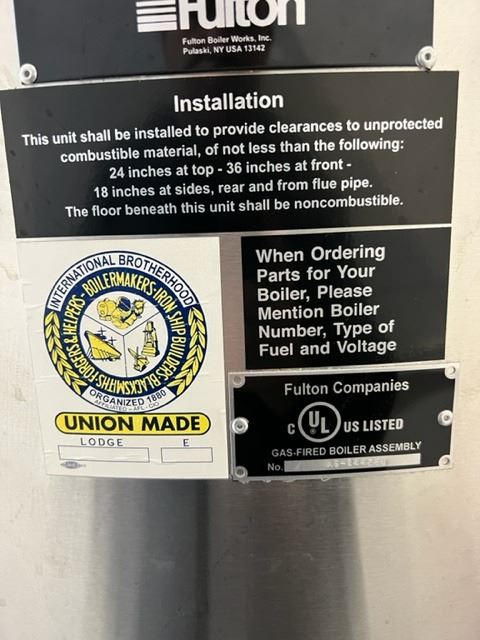 Fulton
Fulton Boiler Works, Inc.
Pulaski, NY USA 13142
Installation
This unit shall be installed to provide clearances to unprotected
combustible material, of not less than the following:
24 inches at top - 36 inches at front -
18 inches at sides, rear and from flue pipe.
The floor beneath this unit shall be noncombustible.
INTERNATIONAL BROTHERHOOD
BOILERMAKERS·IRON SHIP BUILDERS·BLACKSMITHS·FORGERS & HELPERS·
ORGANIZED 1880
AFFILIATED - AFL - CIO
UNION MADE
LODGE E
When Ordering
Parts for Your
Boiler, Please
Mention Boiler
Number, Type of
Fuel and Voltage
Fulton Companies
C UL US LISTED
GAS-FIRED BOILER ASSEMBLY
No.